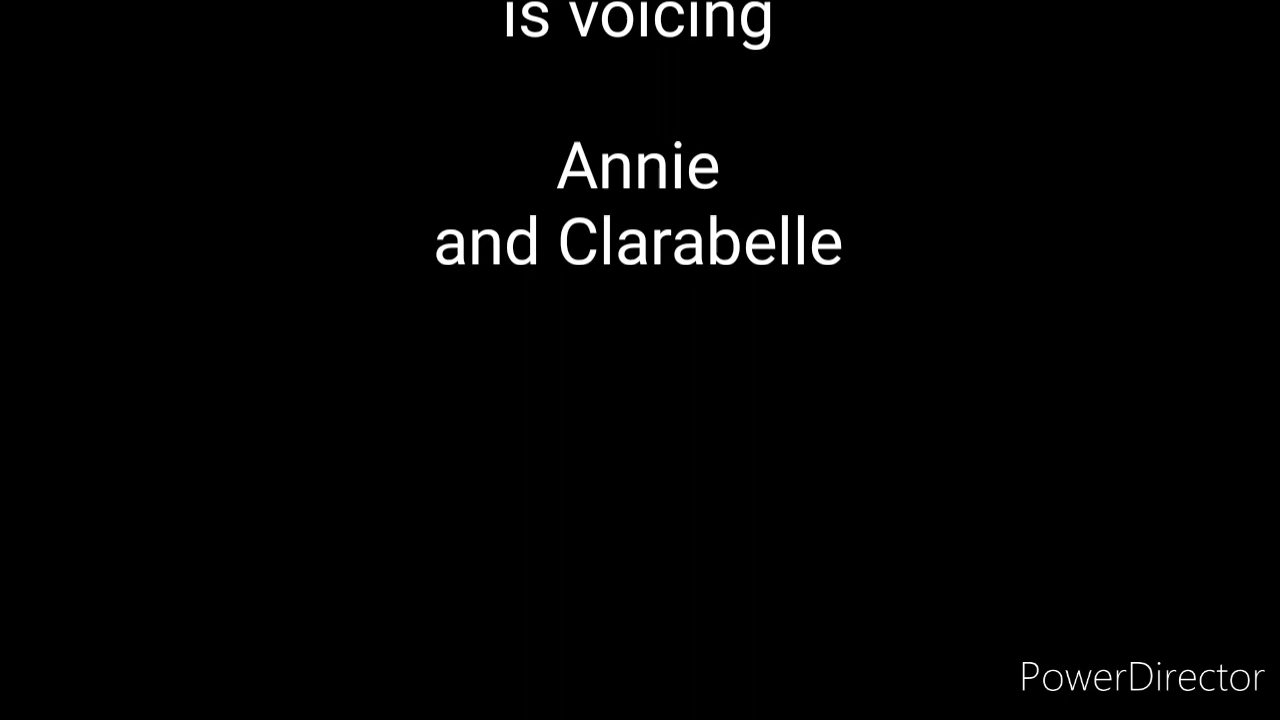 is voicing
Annie
and Clarabelle
PowerDirector